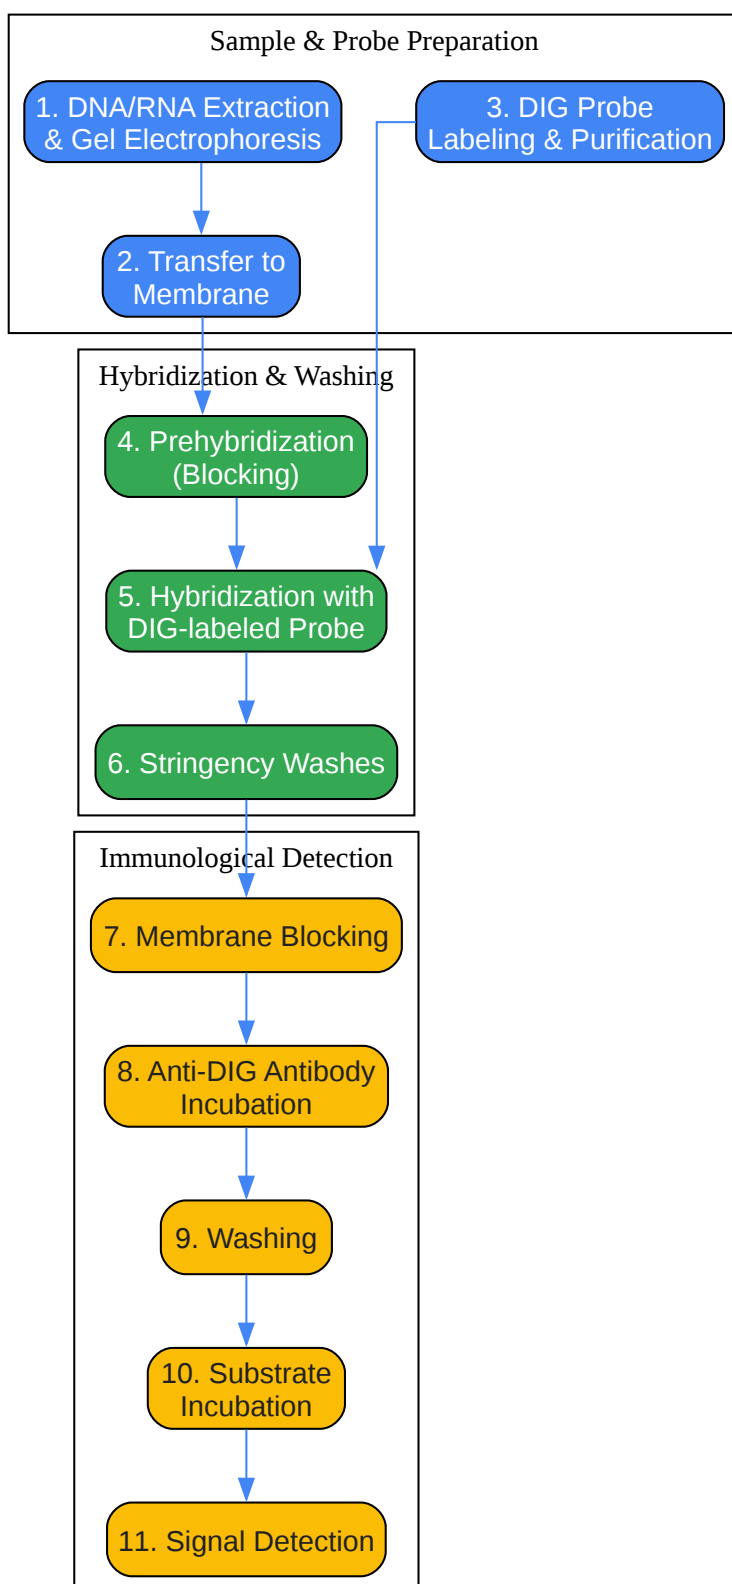 Sample & Probe Preparation
1. DNA/RNA Extraction
& Gel Electrophoresis
3. DIG Probe
Labeling & Purification
2. Transfer to
Membrane
Hybridization & Washing
4. Prehybridization
(Blocking)
5. Hybridization with
DIG-labeled Probe
6. Stringency Washes
Immunological Detection
7. Membrane Blocking
8. Anti-DIG Antibody
Incubation
9. Washing
10. Substrate
Incubation
11. Signal Detection